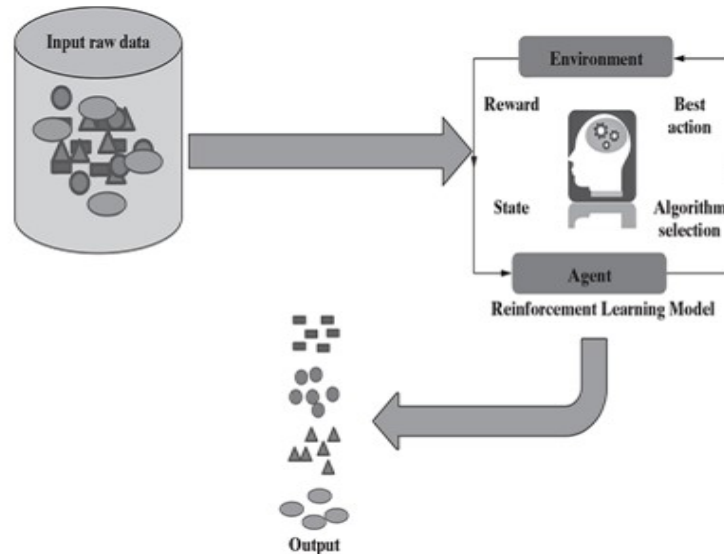 Input raw data
Environment
Reward
Best
action
State
Algorithm
selection
Agent
Reinforcement Learning Model
Output